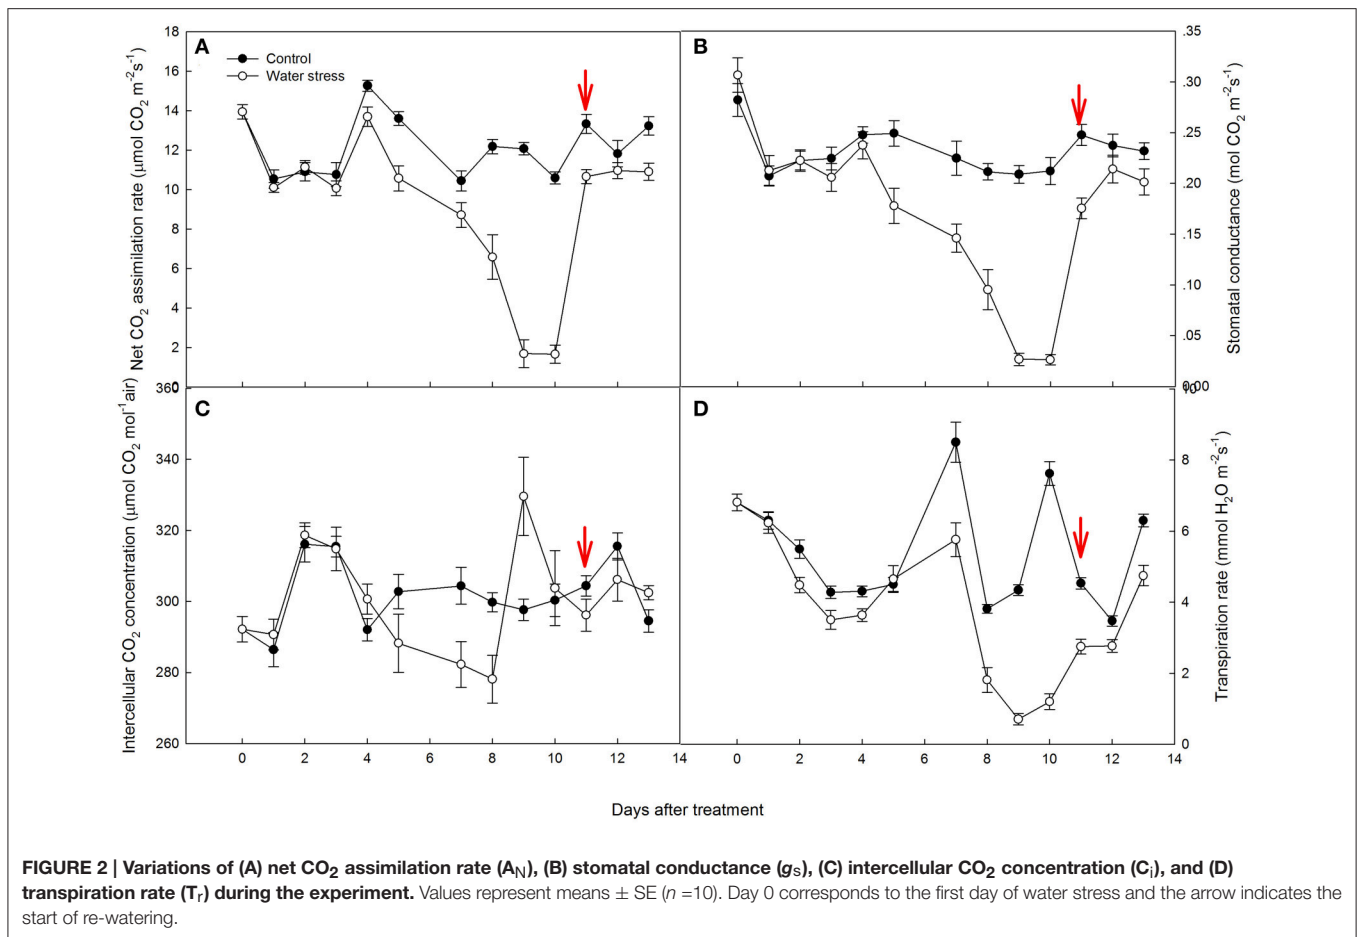 A
Control
Water stress
Net CO₂ assimilation rate (μmol CO₂ m⁻²s⁻¹)
18
16
14
12
10
8
6
4
2
0
B
Stomatal conductance (mol CO₂ m⁻²s⁻¹)
.35
.30
.25
.20
.15
.10
.05
0.00
C
Intercellular CO₂ concentration (μmol CO₂ mol⁻¹air)
360
340
320
300
280
260
0 2 4 6 8 10 12 14
D
Transpiration rate (mmol H₂O m⁻²s⁻¹)
10
8
6
4
2
0
0 2 4 6 8 10 12 14
Days after treatment
FIGURE 2 | Variations of (A) net CO₂ assimilation rate (A_N), (B) stomatal conductance (g_s), (C) intercellular CO₂ concentration (C_i), and (D)
transpiration rate (T_r) during the experiment. Values represent means ± SE (n =10). Day 0 corresponds to the first day of water stress and the arrow indicates the
start of re-watering.